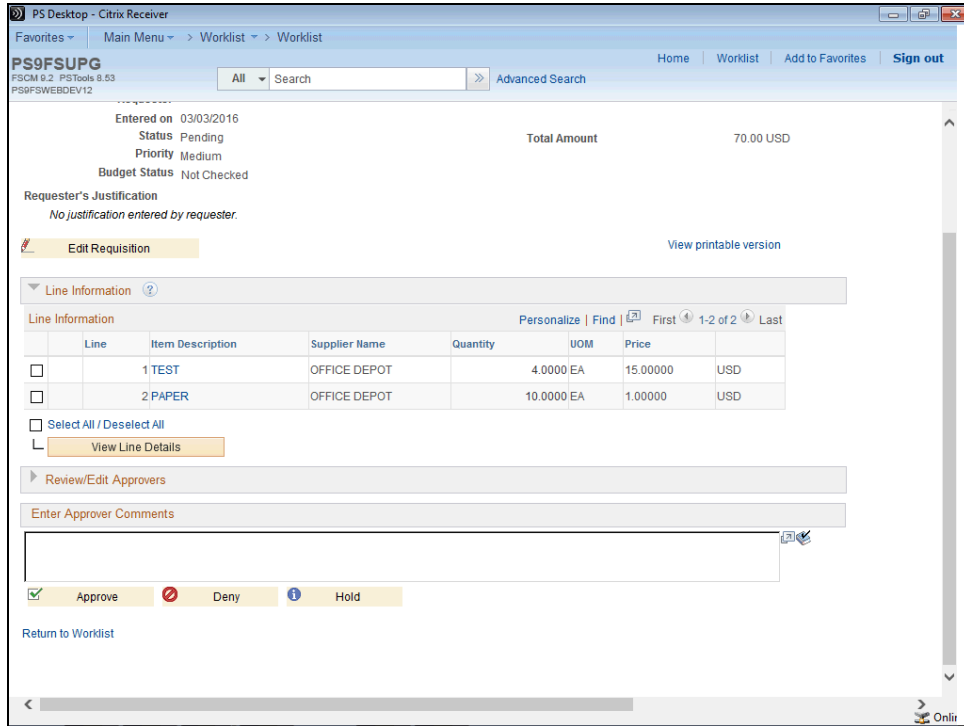 PS Desktop - Citrix Receiver
Favorites Main Menu > Worklist > Worklist
PS9FSUPG
FSCM 9.2 PSTools 8.53
PS9FSWEBDEV12
All Search Advanced Search
Home Worklist Add to Favorites Sign out
Entered on 03/03/2016
Status Pending Total Amount 70.00 USD
Priority Medium
Budget Status Not Checked
Requester's Justification
No justification entered by requester.
Edit Requisition View printable version
Line Information ?
Line Information Personalize | Find | First 1-2 of 2 Last
Line Item Description Supplier Name Quantity UOM Price
1 TEST OFFICE DEPOT 4.0000 EA 15.00000 USD
2 PAPER OFFICE DEPOT 10.0000 EA 1.00000 USD
Select All / Deselect All
View Line Details
Review/Edit Approvers
Enter Approver Comments
Approve Deny Hold
Return to Worklist